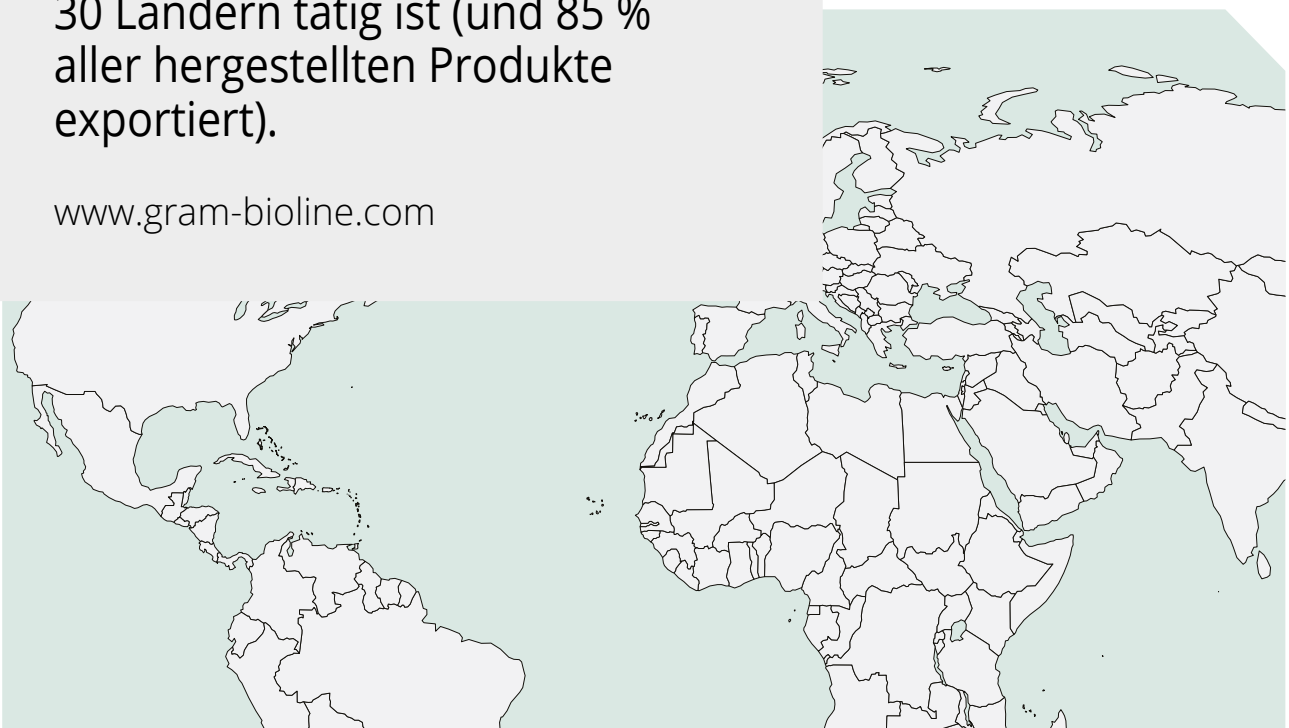 30 Ländern tätig ist (und 85 %
aller hergestellten Produkte
exportiert).
www.gram-bioline.com